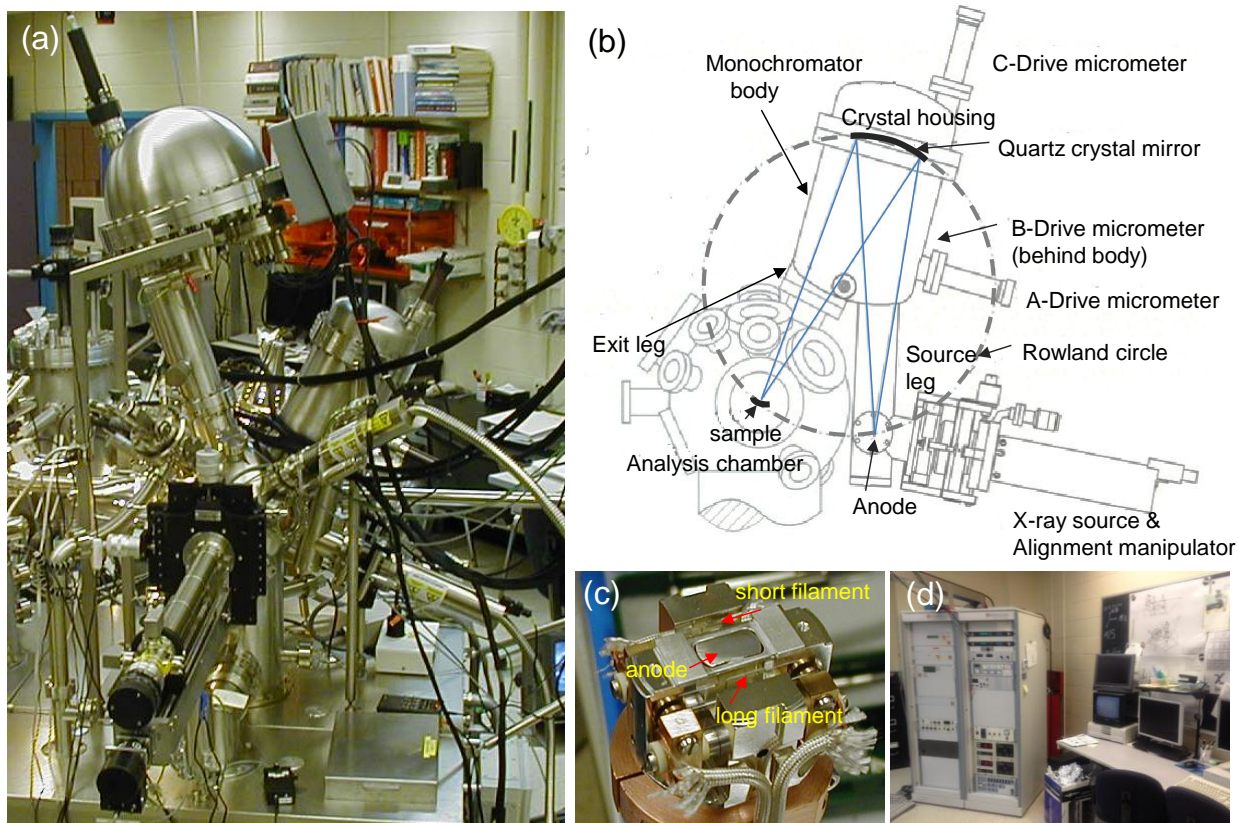 (a)
(b)
C-Drive micrometer
Monochromator
body
Crystal housing
Quartz crystal mirror
B-Drive micrometer
(behind body)
A-Drive micrometer
Exit leg
Source
leg
Rowland circle
sample
Analysis chamber
Anode
X-ray source &
Alignment manipulator
(c)
short filament
anode
long filament
(d)